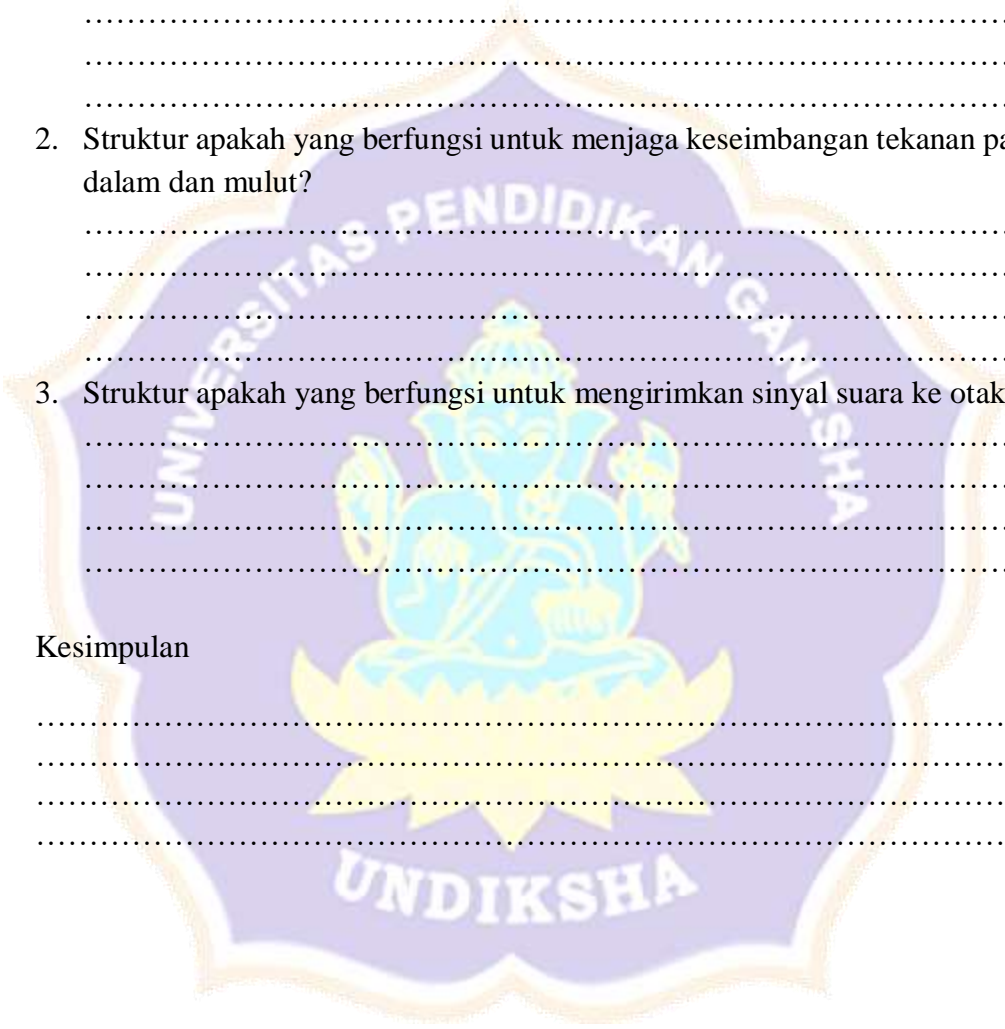 ……………………………………………………………………………
……………………………………………………………………………
……………………………………………………………………………
2. Struktur apakah yang berfungsi untuk menjaga keseimbangan tekanan pa
dalam dan mulut?
UNIVERSITAS PENDIDIKAN GANESHA
……………………………………………………………………………
……………………………………………………………………………
……………………………………………………………………………
……………………………………………………………………………
3. Struktur apakah yang berfungsi untuk mengirimkan sinyal suara ke otak
……………………………………………………………………………
……………………………………………………………………………
……………………………………………………………………………
……………………………………………………………………………
Kesimpulan
…………………………………………………………………………………
…………………………………………………………………………………
…………………………………………………………………………………
…………………………………………………………………………………
UNDIKSHA